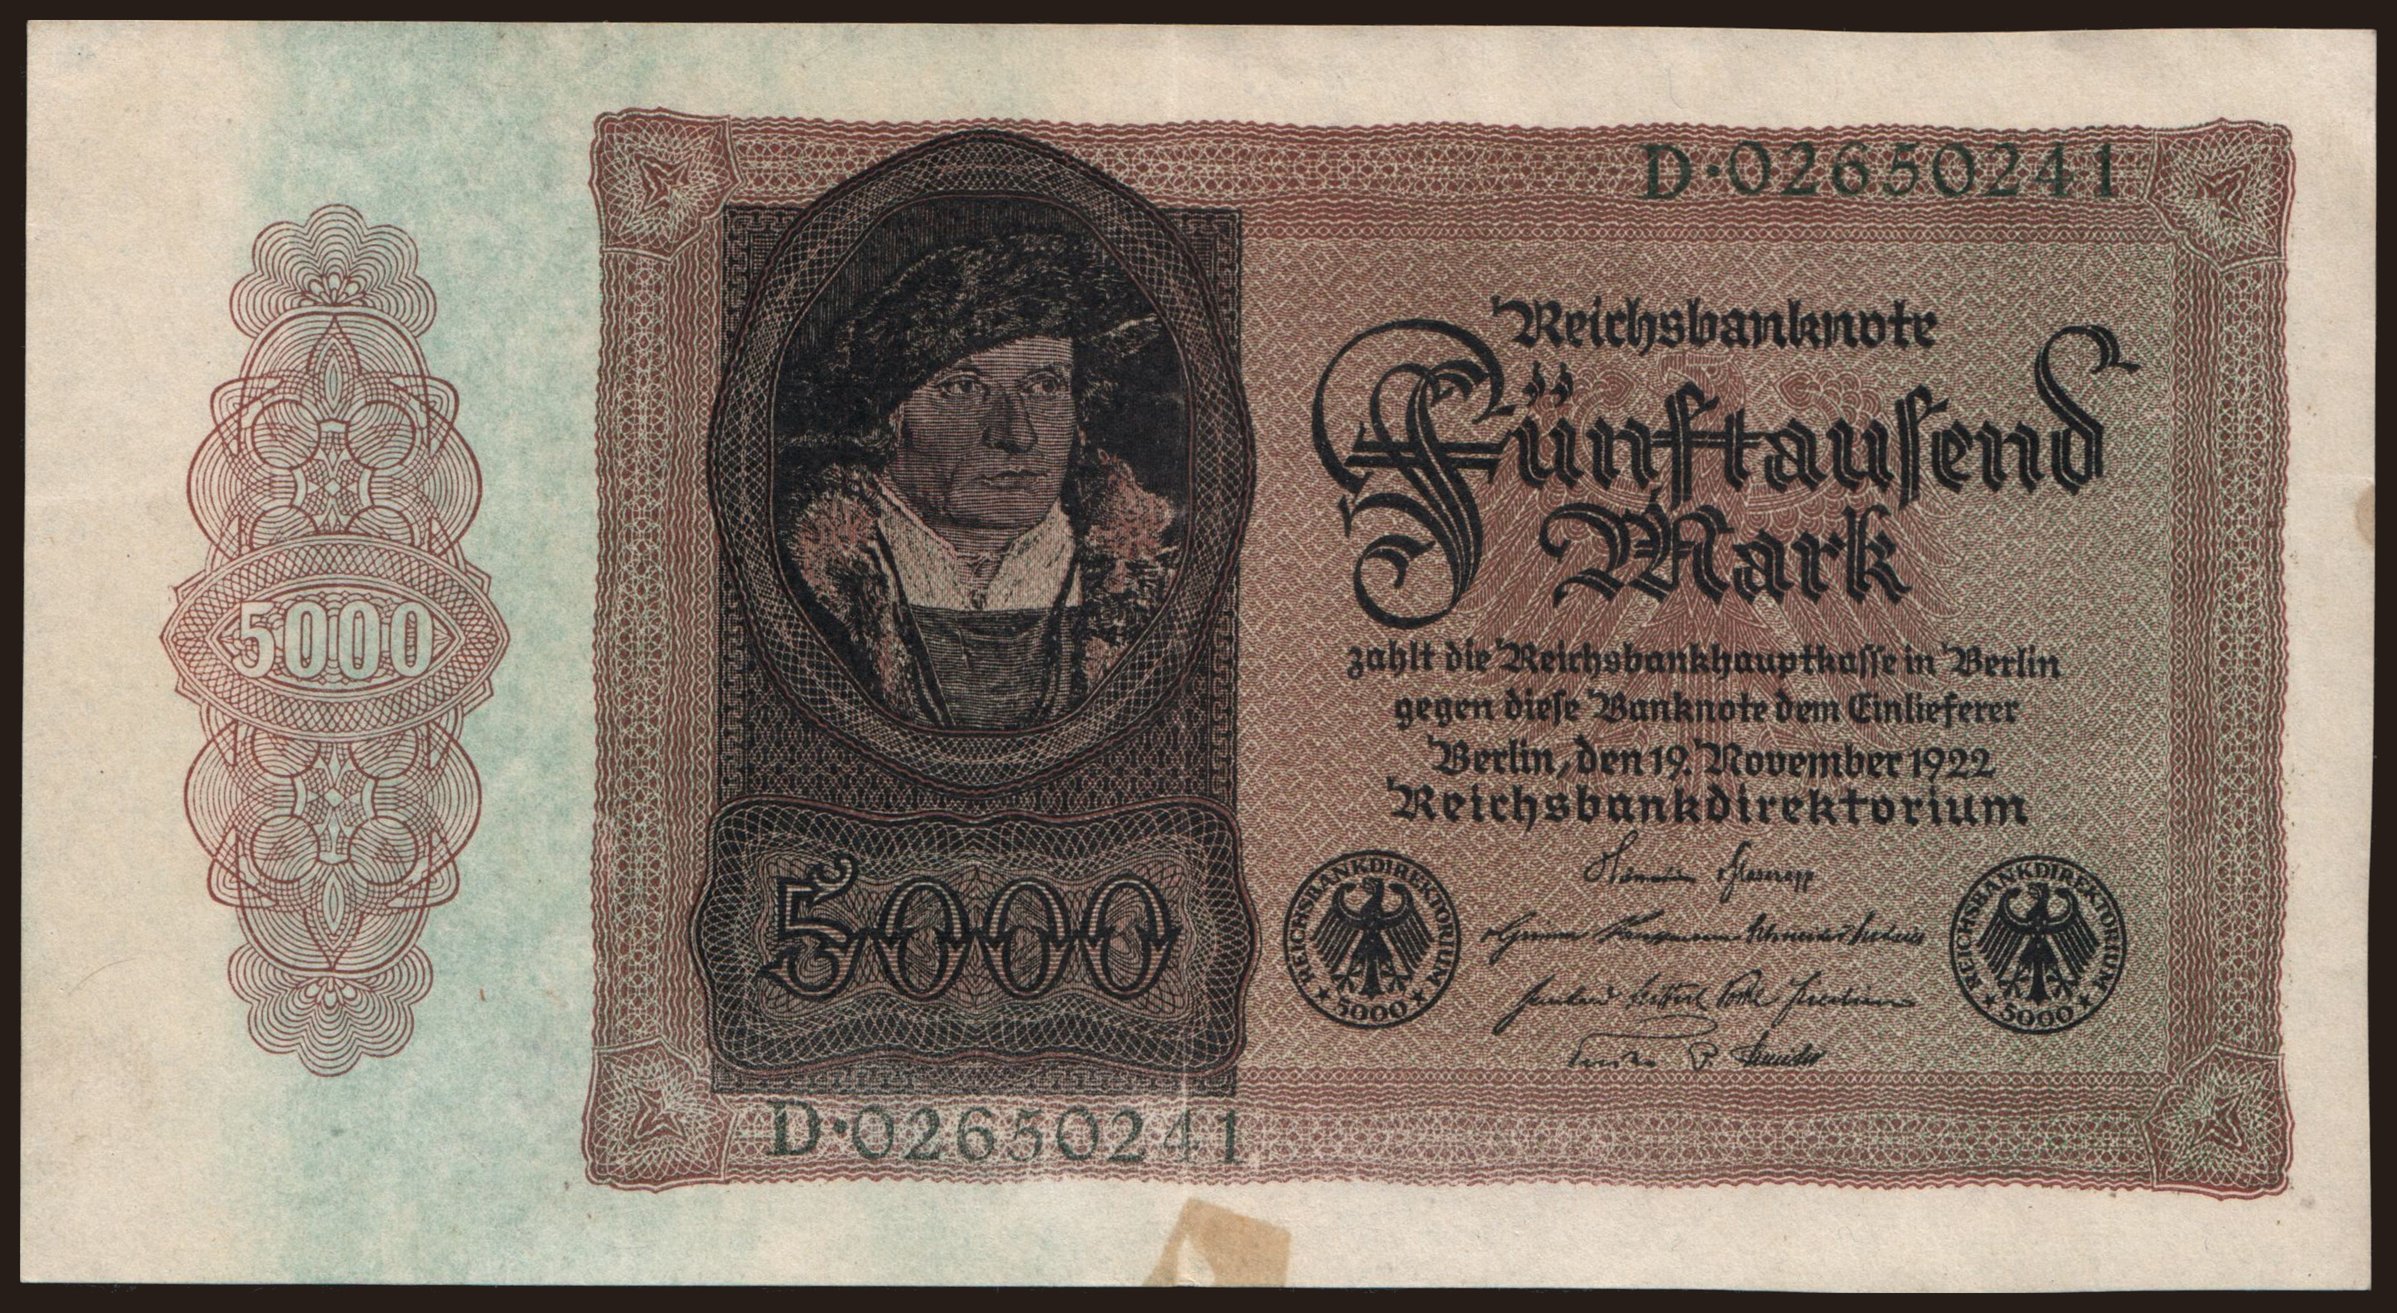 D·02650241
Reichsbanknote
Fünftausend
Mark
zahlt die Reichsbankhauptkasse in Berlin
gegen diese Banknote dem Einlieferer
Berlin, den 19. November 1922
Reichsbankdirektorium
5000
5000
REICHSBANKDIREKTORIUM
5000
REICHSBANKDIREKTORIUM
5000
D·02650241